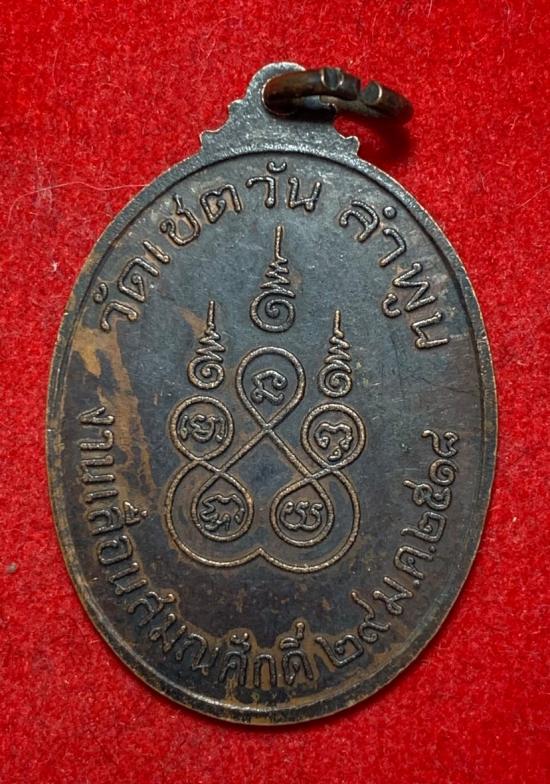 วัดเชตวัน ลำพูน
งานเลื่อนสมณศักดิ์ ๒๙ ม.ค. ๒๕๑๘